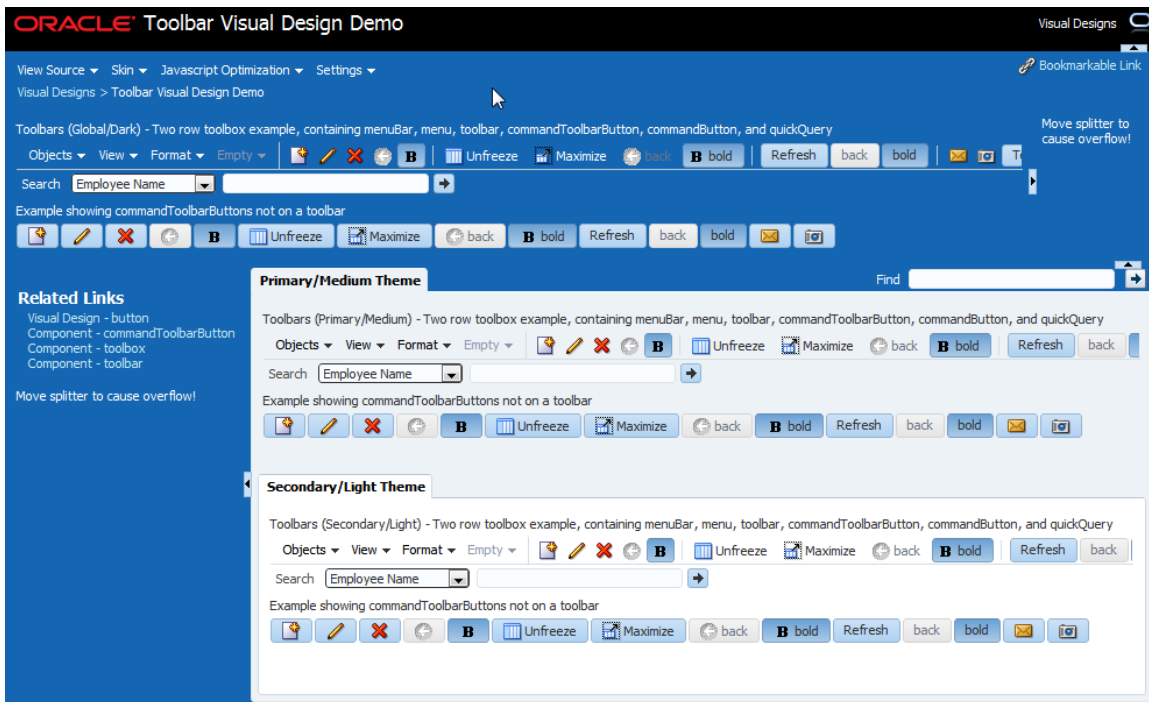 ORACLE Toolbar Visual Design Demo
Visual Designs
View Source Skin Javascript Optimization Settings
Bookmarkable Link
Visual Designs > Toolbar Visual Design Demo
Toolbars (Global/Dark) - Two row toolbox example, containing menuBar, menu, toolbar, commandToolbarButton, commandButton, and quickQuery
Move splitter to
cause overflow!
Objects View Format Empty B Unfreeze Maximize back B bold Refresh back bold
Search Employee Name
Example showing commandToolbarButtons not on a toolbar
B Unfreeze Maximize back B bold Refresh back bold
Primary/Medium Theme
Find
Related Links
Visual Design - button
Component - commandToolbarButton
Component - toolbox
Component - toolbar
Move splitter to cause overflow!
Toolbars (Primary/Medium) - Two row toolbox example, containing menuBar, menu, toolbar, commandToolbarButton, commandButton, and quickQuery
Objects View Format Empty B Unfreeze Maximize back B bold Refresh back
Search Employee Name
Example showing commandToolbarButtons not on a toolbar
B Unfreeze Maximize back B bold Refresh back bold
Secondary/Light Theme
Toolbars (Secondary/Light) - Two row toolbox example, containing menuBar, menu, toolbar, commandToolbarButton, commandButton, and quickQuery
Objects View Format Empty B Unfreeze Maximize back B bold Refresh back
Search Employee Name
Example showing commandToolbarButtons not on a toolbar
B Unfreeze Maximize back B bold Refresh back bold